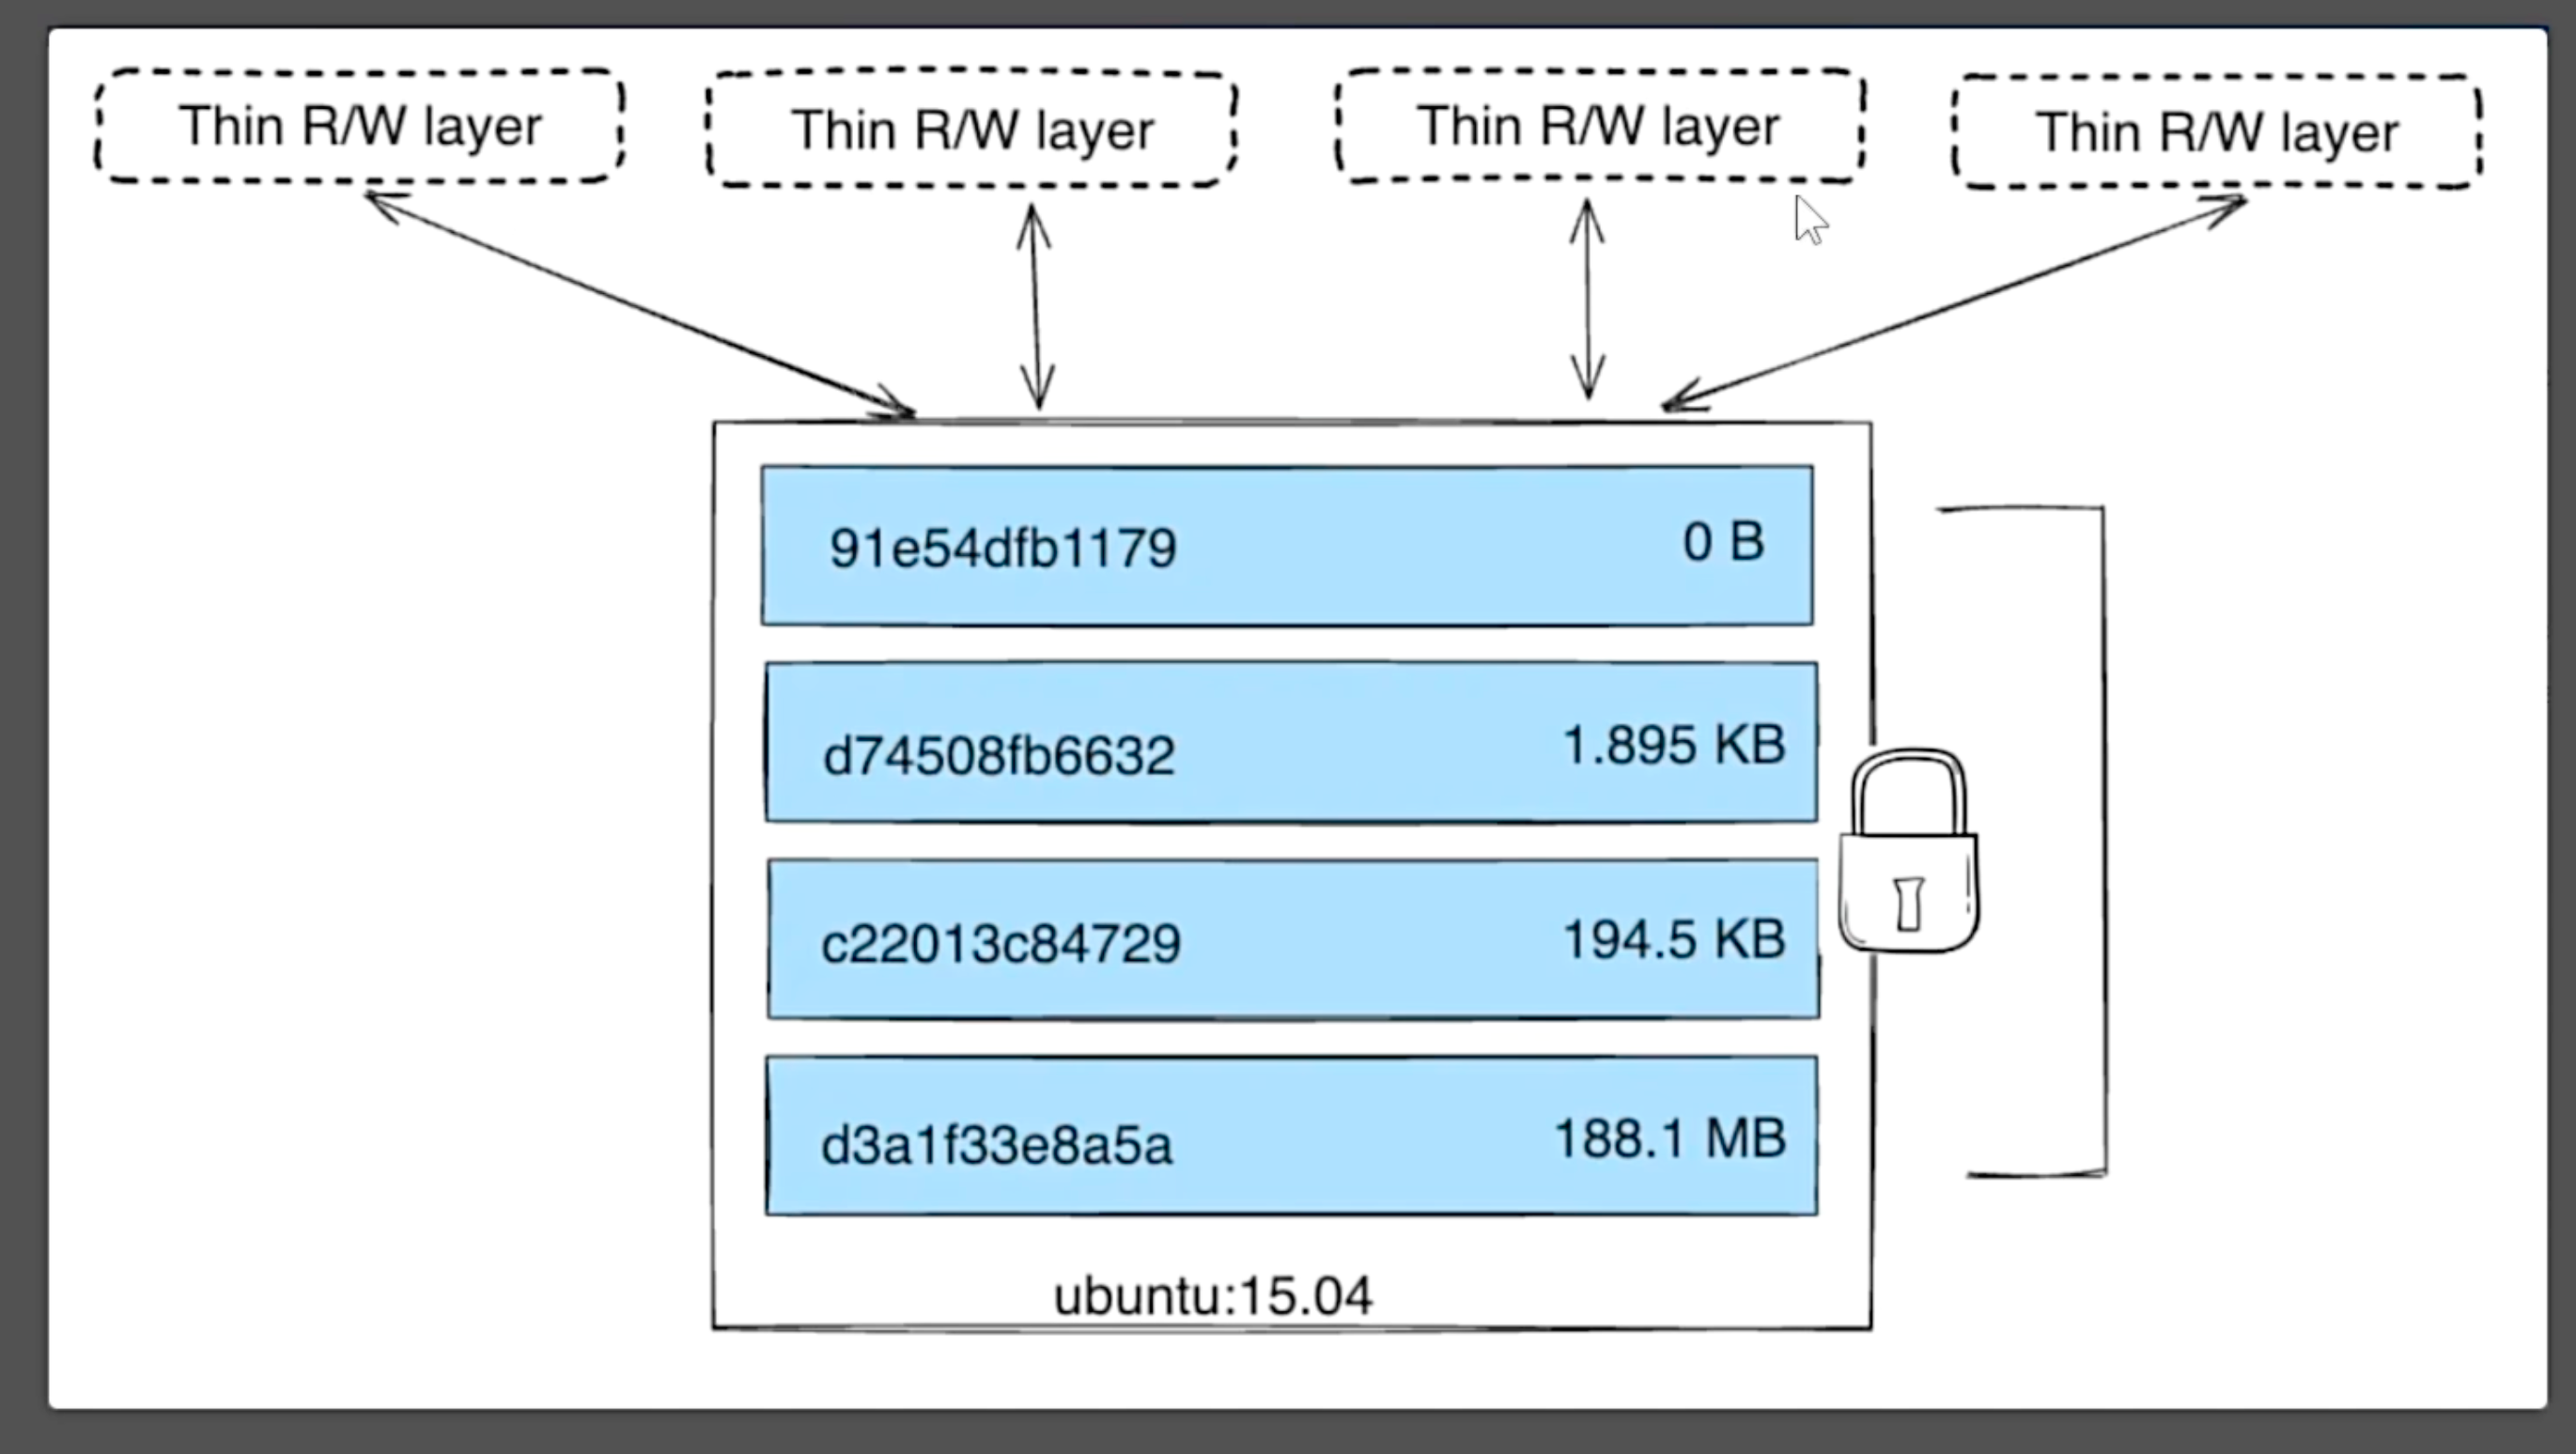 Thin R/W layer
Thin R/W layer
Thin R/W layer
Thin R/W layer
91e54dfb1179 0 B
d74508fb6632 1.895 KB
c22013c84729 194.5 KB
d3a1f33e8a5a 188.1 MB
ubuntu:15.04